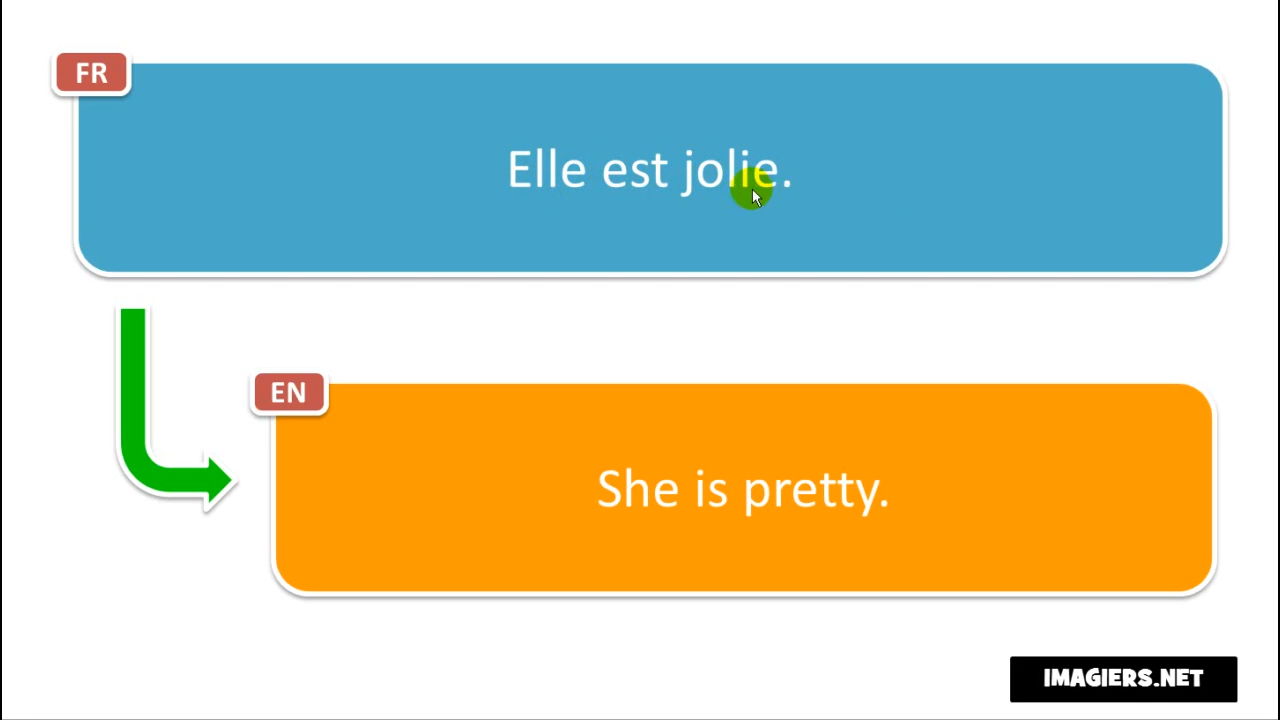 FR
Elle est jolie.
EN
She is pretty.
IMAGIERS.NET